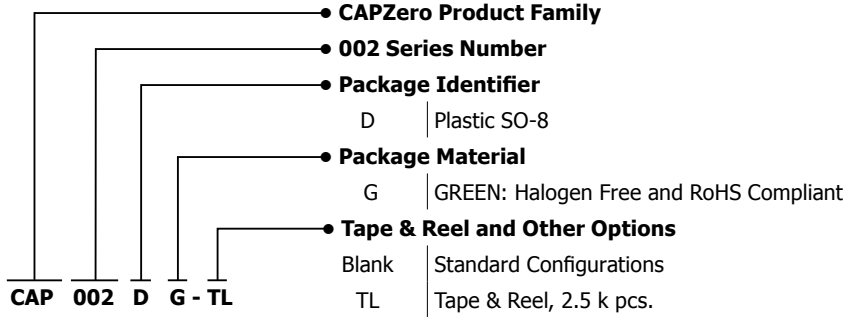 CAPZero Product Family
002 Series Number
Package Identifier
D Plastic SO-8
Package Material
G GREEN: Halogen Free and RoHS Compliant
Tape & Reel and Other Options
Blank Standard Configurations
TL Tape & Reel, 2.5 k pcs.
CAP 002 D G - TL